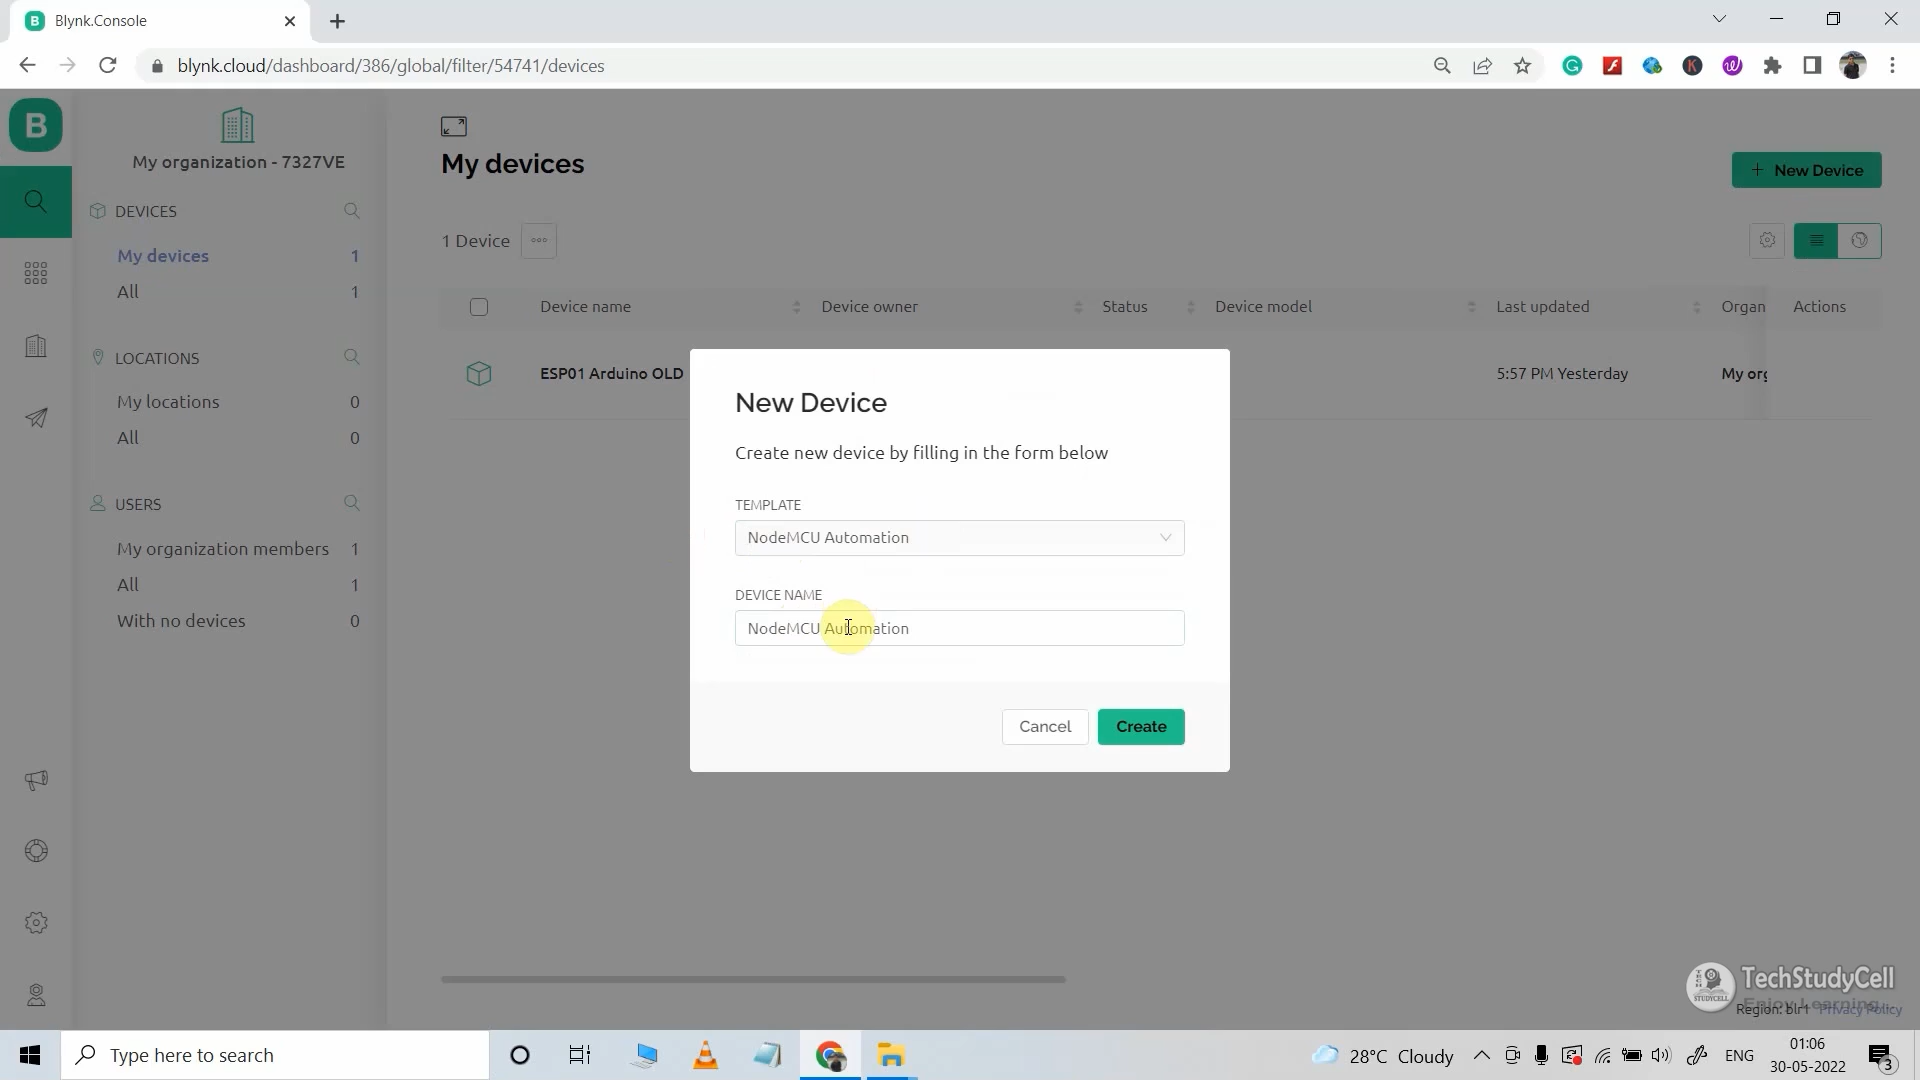 Blynk.Console
blynk.cloud/dashboard/386/global/filter/54741/devices
B
My organization - 7327VE
DEVICES
My devices 1
All 1
LOCATIONS
My locations 0
All 0
USERS
My organization members 1
All 1
With no devices 0
My devices
+ New Device
1 Device
Device name
Device owner
Status
Device model
Last updated
Organ
Actions
ESP01 Arduino OLD
5:57 PM Yesterday
My org
New Device
Create new device by filling in the form below
TEMPLATE
NodeMCU Automation
DEVICE NAME
NodeMCU Automation
Cancel
Create
TechStudyCell
Enjoy Learning...
Region: blr1 Privacy Policy
Type here to search
28°C Cloudy
ENG
01:06
30-05-2022
3